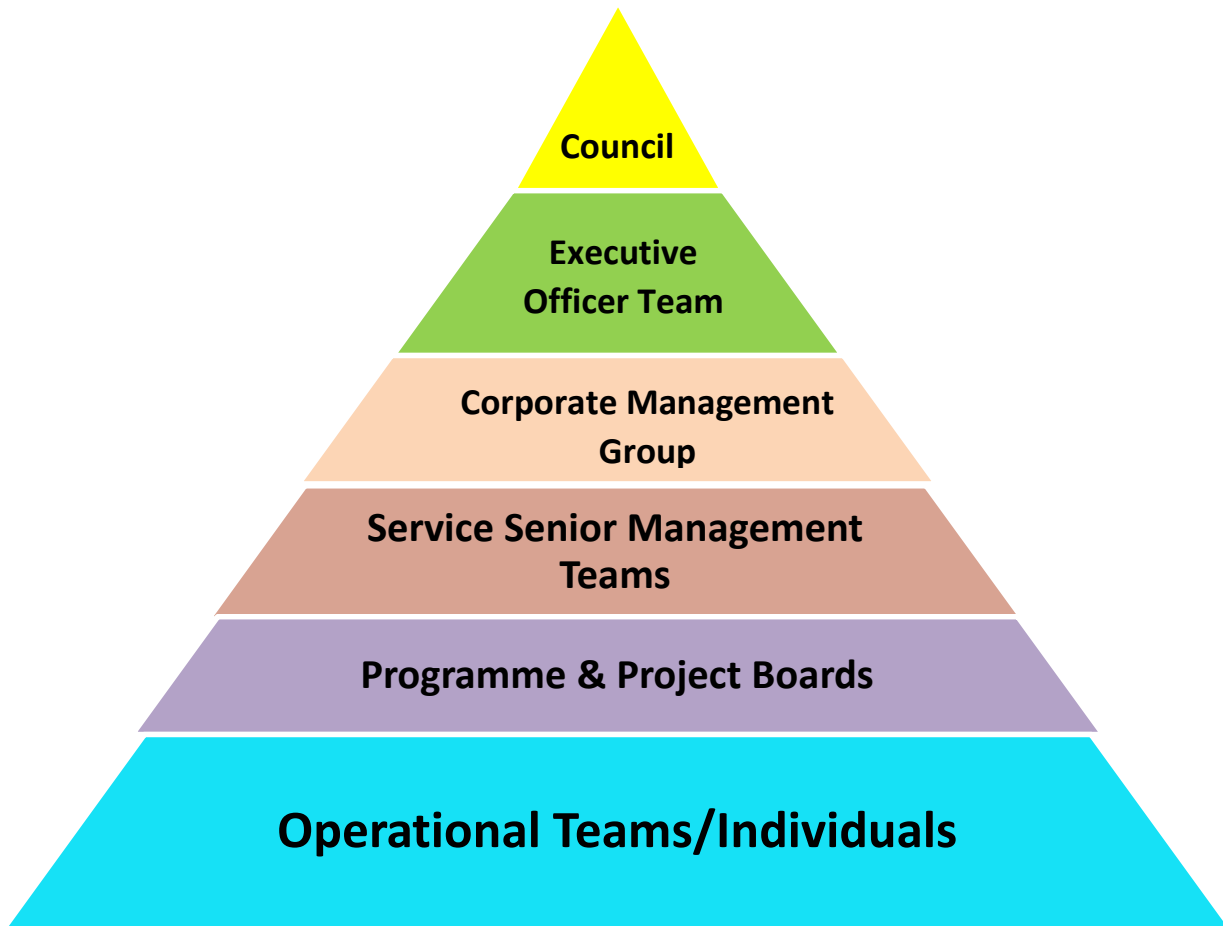 Council
Executive
Officer Team
Corporate Management
Group
Service Senior Management
Teams
Programme & Project Boards
Operational Teams/Individuals